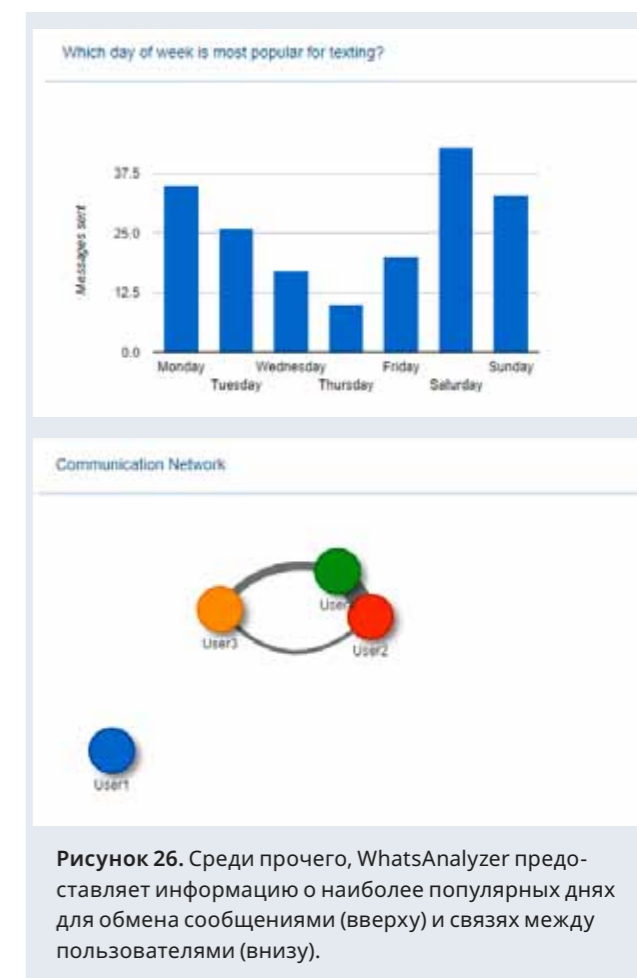 Which day of week is most popular for texting?
37.5
25.0
12.5
0.0
Messages sent
Monday
Tuesday
Wednesday
Thursday
Friday
Saturday
Sunday
Communication Network
User
User3
User2
User1
Рисунок 26. Среди прочего, WhatsAnalyzer предо-
ставляет информацию о наиболее популярных днях
для обмена сообщениями (вверху) и связях между
пользователями (внизу).